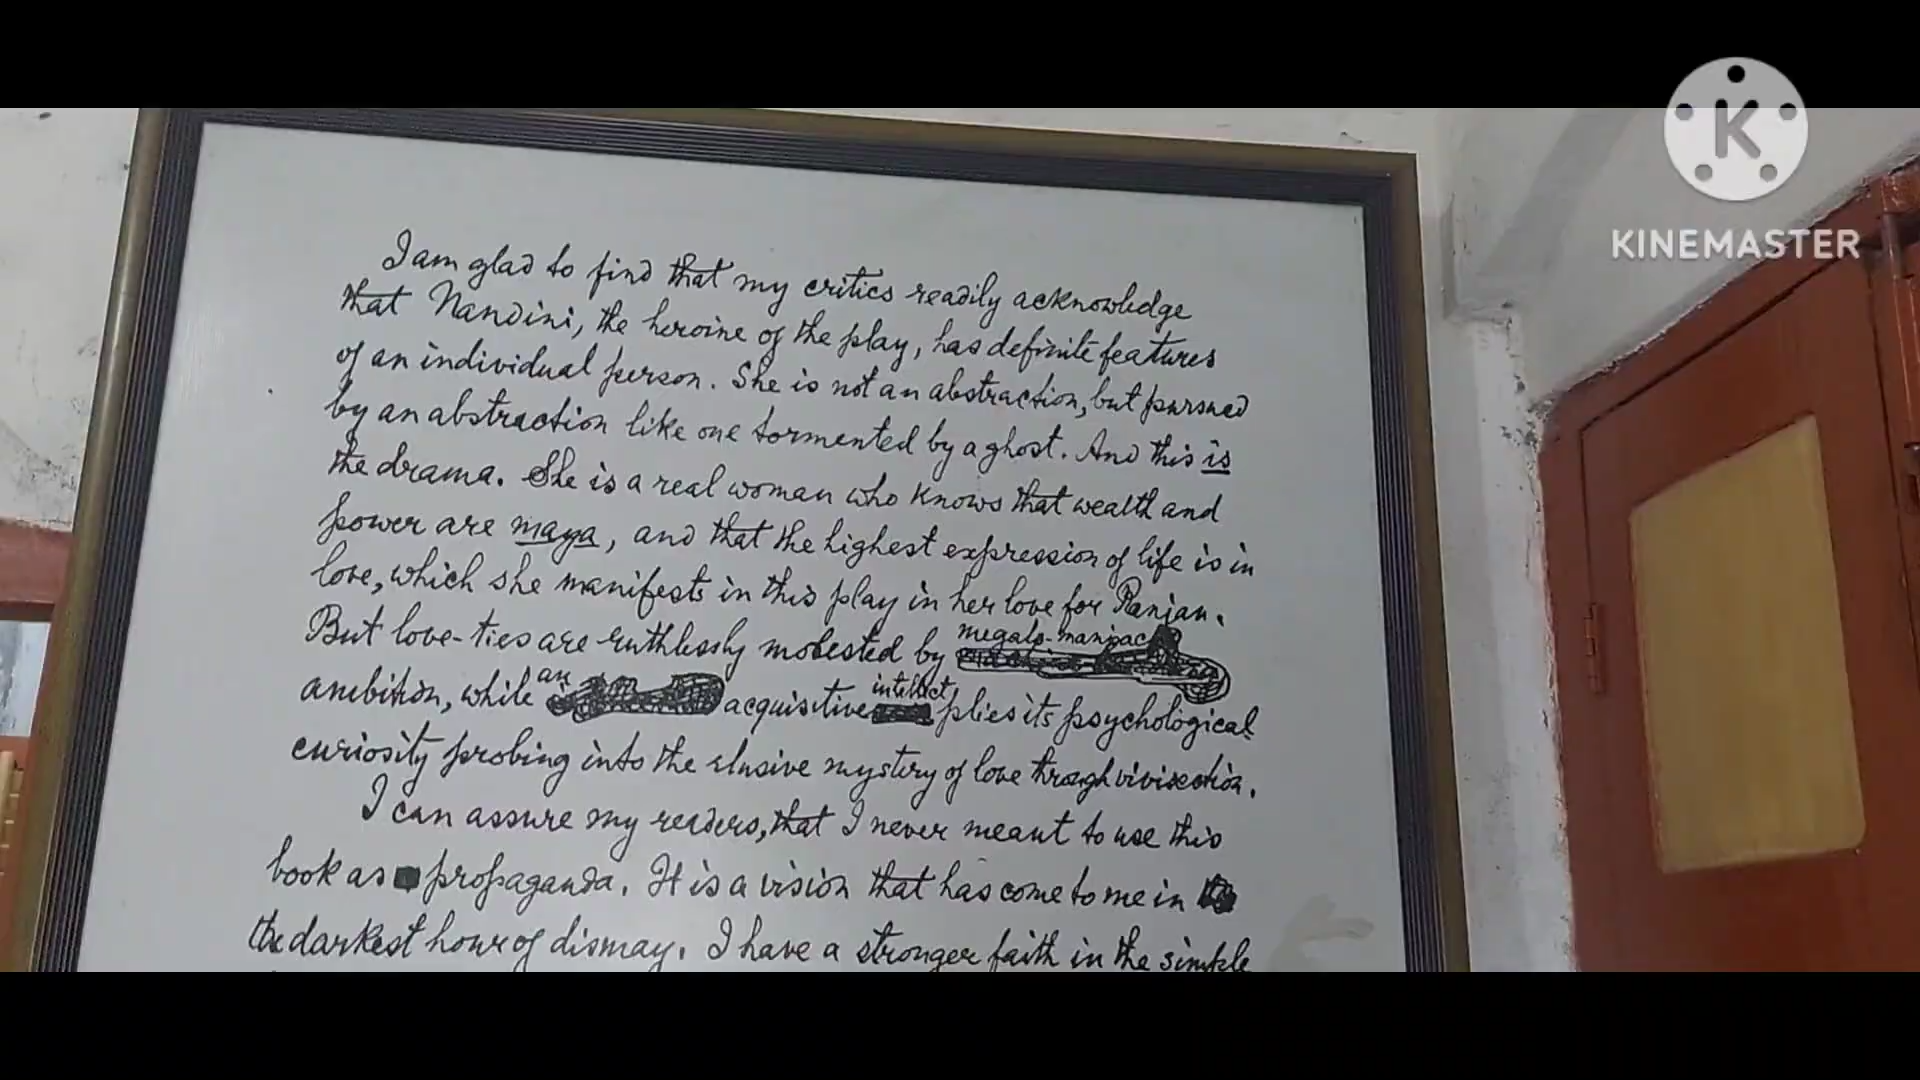 I am glad to find that my critics readily acknowledge
that Nandini, the heroine of the play, has definite features
of an individual person. She is not an abstraction, but pursued
by an abstraction like one tormented by a ghost. And this is
the drama. She is a real woman who knows that wealth and
power are maya, and that the highest expression of life is in
love, which she manifests in this play in her love for Ranjan.
But love-ties are ruthlessly molested by megalo-maniac
ambition, while an acquisitive intellect plies its psychological
curiosity probing into the elusive mystery of love through vivisection.
I can assure my readers, that I never meant to use this
book as propaganda. It is a vision that has come to me in
the darkest hour of dismay. I have a stronger faith in the simple
K
KINEMASTER